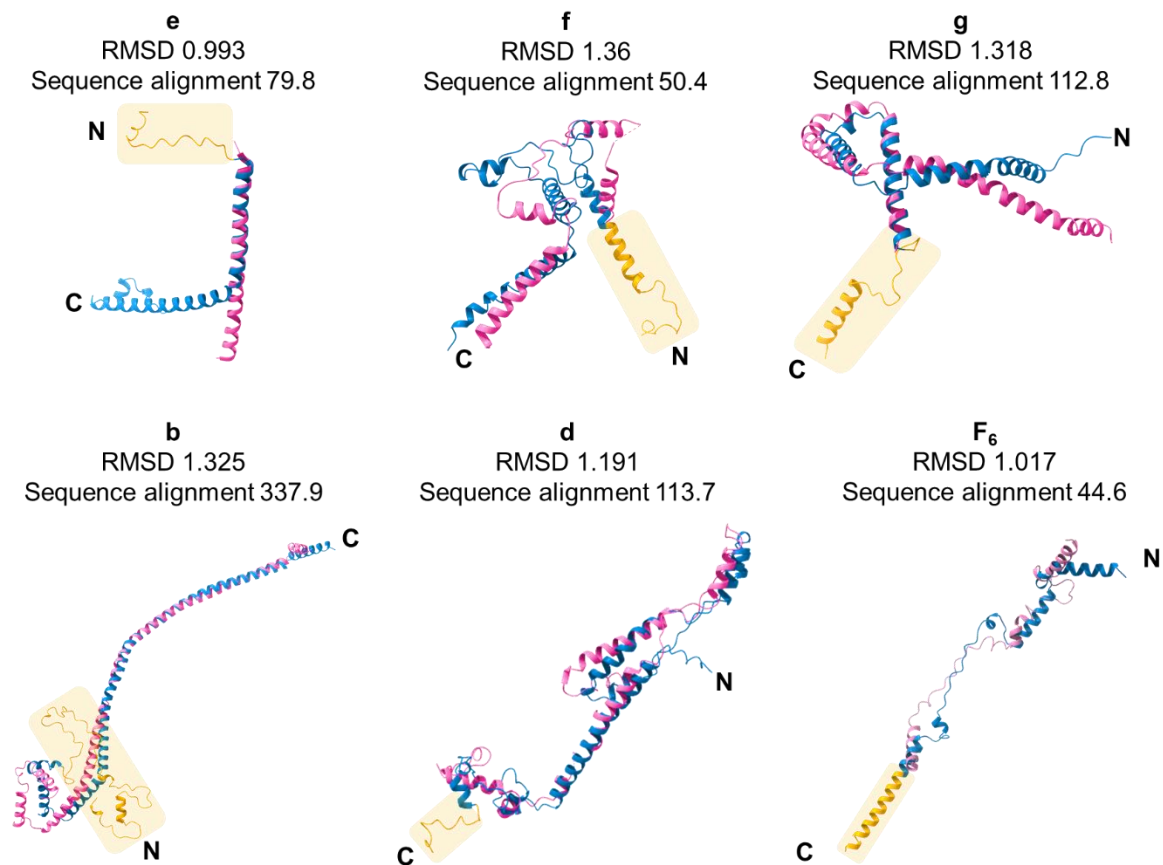 e
RMSD 0.993
Sequence alignment 79.8
N
C
f
RMSD 1.36
Sequence alignment 50.4
C
N
g
RMSD 1.318
Sequence alignment 112.8
N
C
b
RMSD 1.325
Sequence alignment 337.9
C
N
d
RMSD 1.191
Sequence alignment 113.7
N
C
F₆
RMSD 1.017
Sequence alignment 44.6
N
C